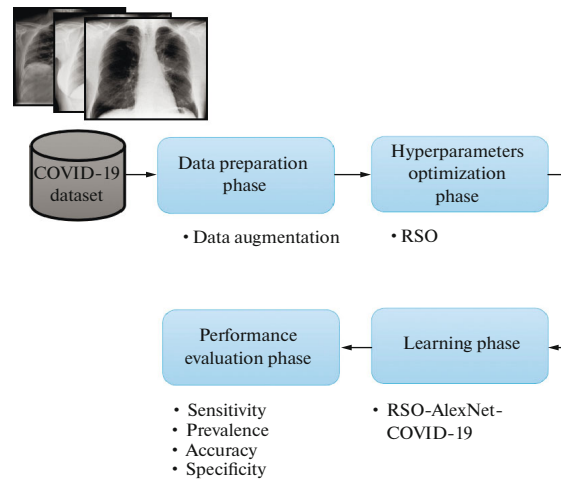 COVID-19
dataset
Data preparation
phase
• Data augmentation
Hyperparameters
optimization
phase
• RSO
Performance
evaluation phase
• Sensitivity
• Prevalence
• Accuracy
• Specificity
Learning phase
• RSO-AlexNet-
COVID-19